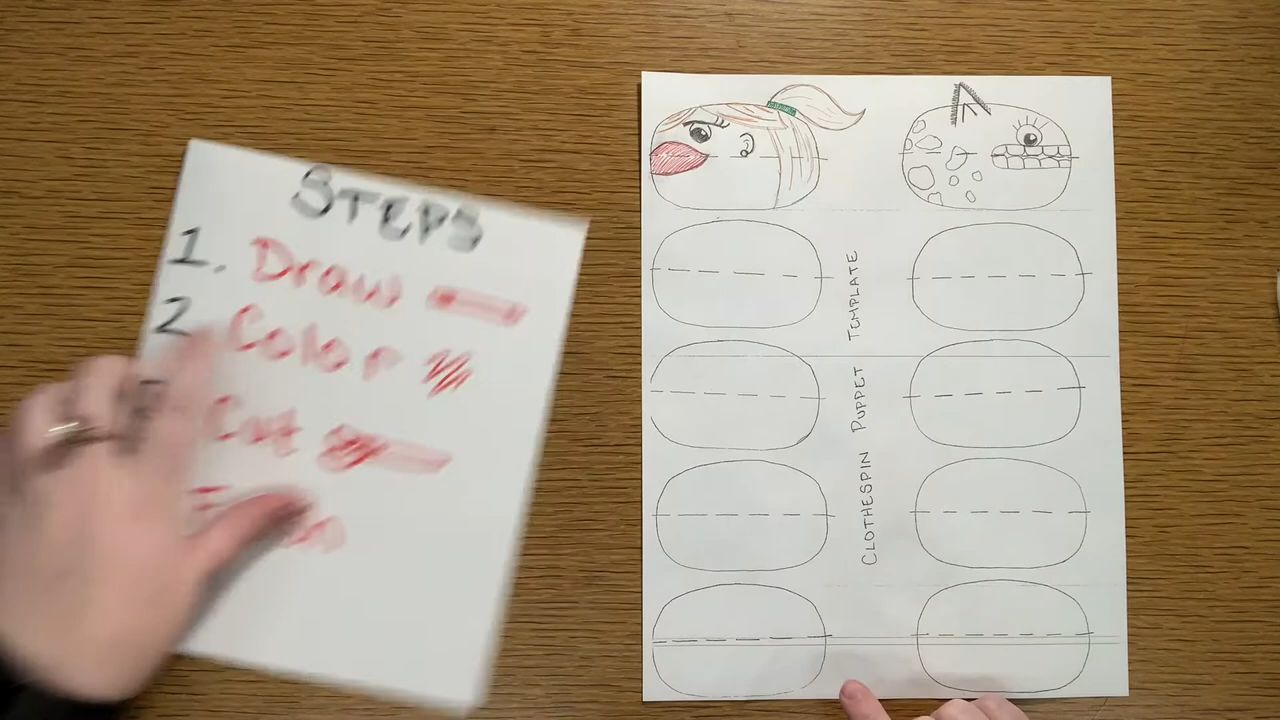 STEPS
1. Draw
2. Color
Cut
CLOTHESPIN PUPPET TEMPLATE